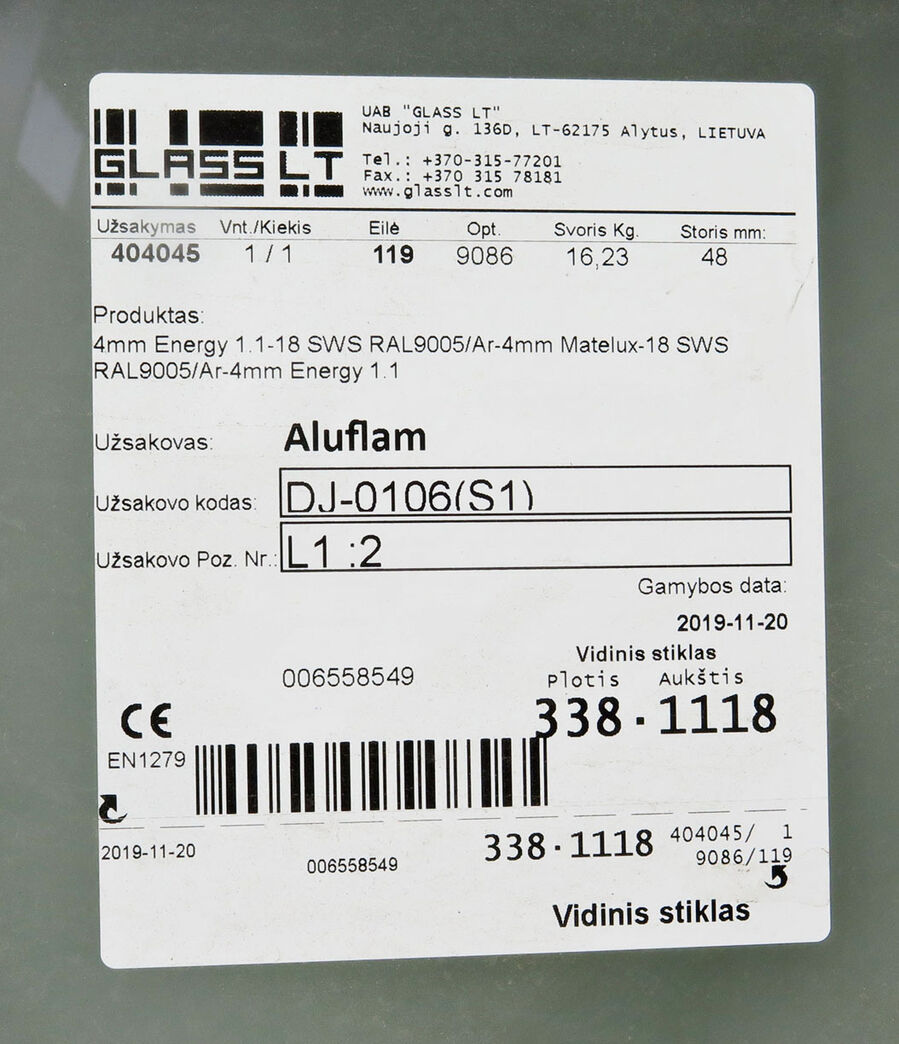 GLASS LT
UAB "GLASS LT"
Naujoji g. 136D, LT-62175 Alytus, LIETUVA
Tel.: +370-315-77201
Fax.: +370 315 78181
www.glasslt.com
Užsakymas Vnt./Kiekis Eilė Opt. Svoris Kg. Storis mm:
404045 1 / 1 119 9086 16,23 48
Produktas:
4mm Energy 1.1-18 SWS RAL9005/Ar-4mm Matelux-18 SWS
RAL9005/Ar-4mm Energy 1.1
Užsakovas: Aluflam
Užsakovo kodas: DJ-0106(S1)
Užsakovo Poz. Nr.: L1 :2
Gamybos data:
2019-11-20
Vidinis stiklas
006558549 Plotis Aukštis
CE 338·1118
EN1279
2019-11-20 006558549 338·1118 404045/ 1
9086/119
Vidinis stiklas